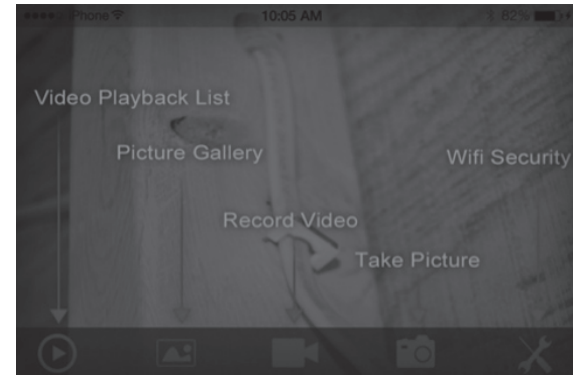 Phone 10:05 AM 82%
Video Playback List
Picture Gallery
Wifi Security
Record Video
Take Picture